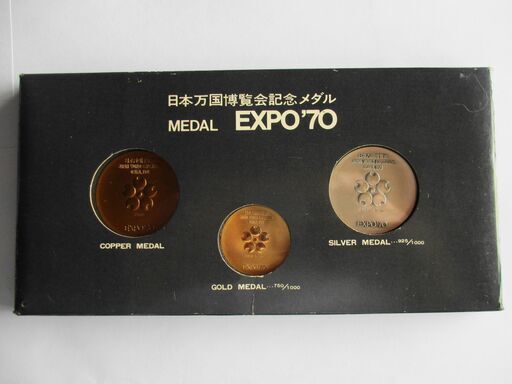 日本万国博覧会記念メダル
MEDAL EXPO'70
COPPER MEDAL
GOLD MEDAL...750/1000
SILVER MEDAL...925/1000
EXPO'70
EXPO'70
EXPO'70